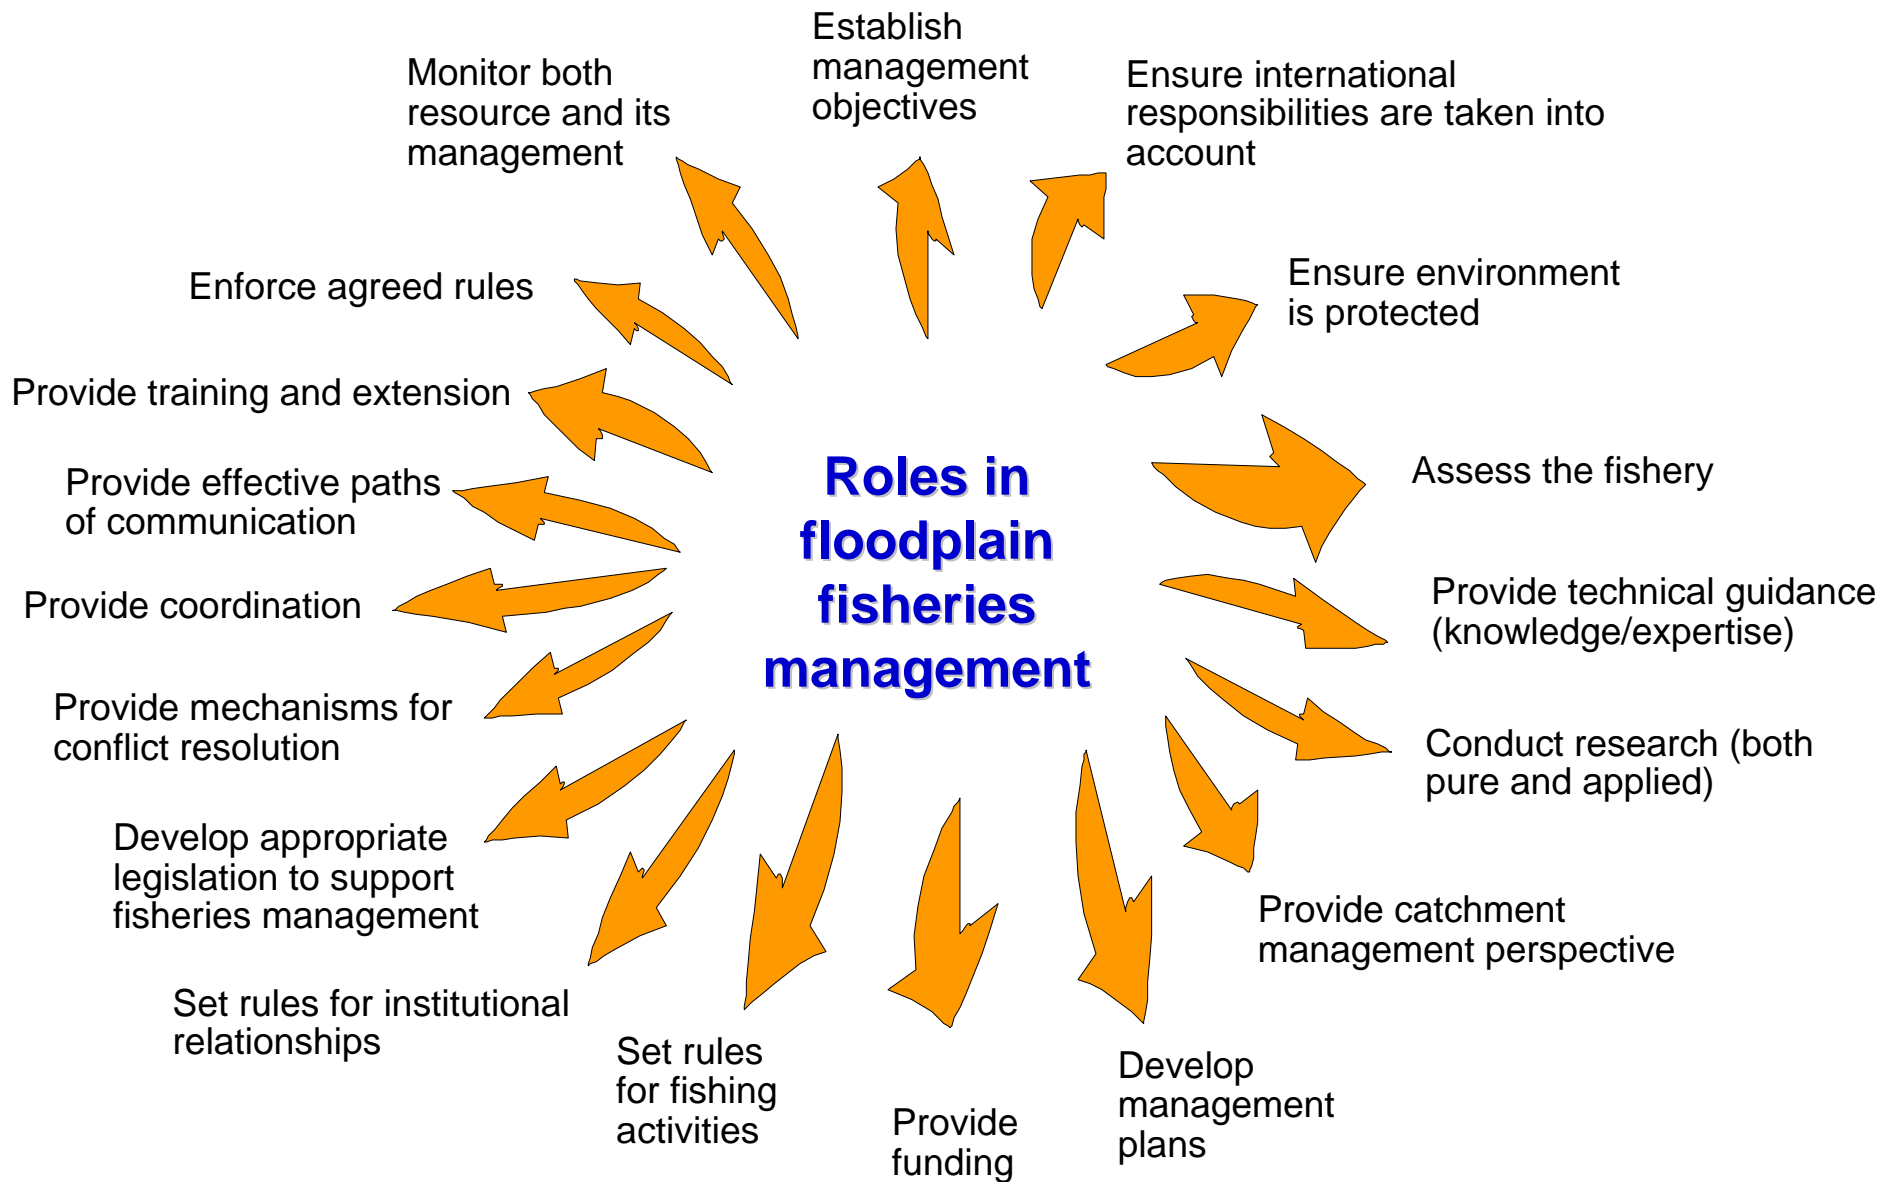 Establish
management
objectives
Monitor both
resource and its
management
Ensure international
responsibilities are taken into
account
Enforce agreed rules
Ensure environment
is protected
Provide training and extension
Provide effective paths
of communication
Roles in
floodplain
fisheries
management
Assess the fishery
Provide coordination
Provide technical guidance
(knowledge/expertise)
Provide mechanisms for
conflict resolution
Conduct research (both
pure and applied)
Develop appropriate
legislation to support
fisheries management
Provide catchment
management perspective
Set rules for institutional
relationships
Set rules
for fishing
activities
Provide
funding
Develop
management
plans